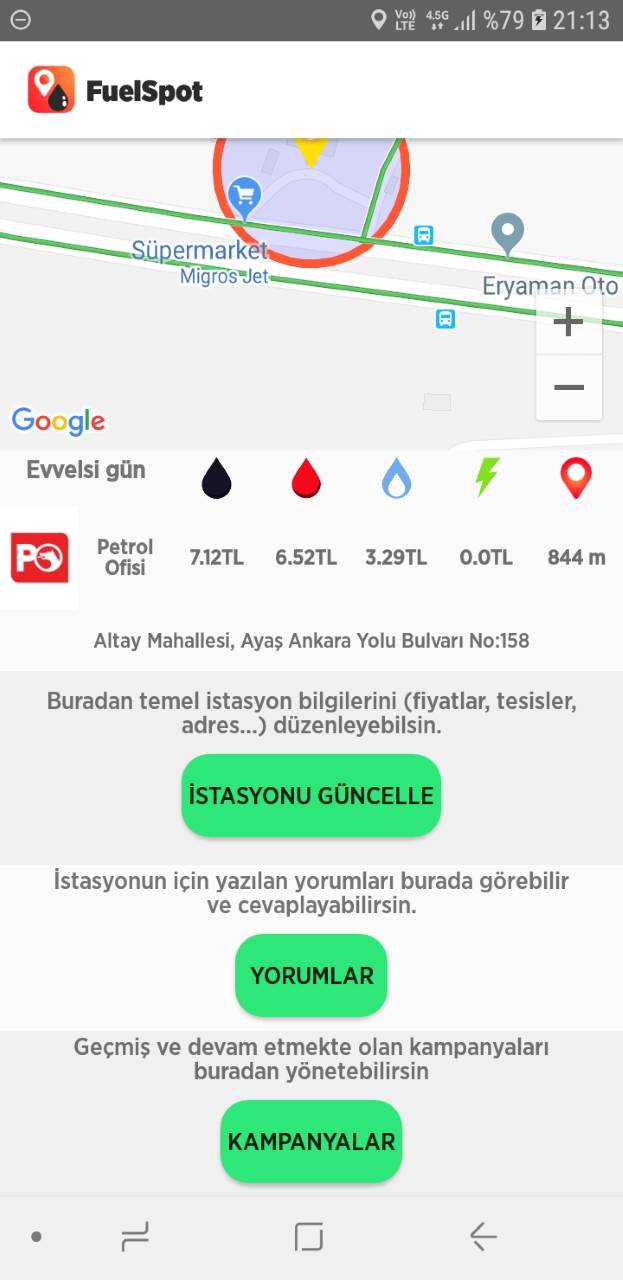 Vo)) LTE 4.5G %79 21:13
FuelSpot
Süpermarket
Migros Jet
Eryaman Oto
+
−
Google
Evvelsi gün
PO
Petrol
Ofisi
7.12TL 6.52TL 3.29TL 0.0TL 844 m
Altay Mahallesi, Ayaş Ankara Yolu Bulvarı No:158
Buradan temel istasyon bilgilerini (fiyatlar, tesisler,
adres...) düzenleyebilsin.
İSTASYONU GÜNCELLE
İstasyonun için yazılan yorumları burada görebilir
ve cevaplayabilirsin.
YORUMLAR
Geçmiş ve devam etmekte olan kampanyaları
buradan yönetebilirsin
KAMPANYALAR